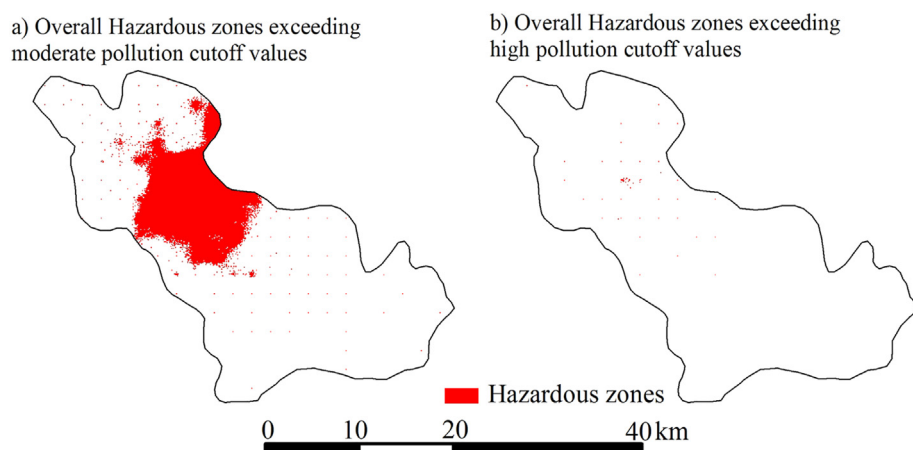 a) Overall Hazardous zones exceeding
moderate pollution cutoff values
b) Overall Hazardous zones exceeding
high pollution cutoff values
Hazardous zones
0 10 20 40 km